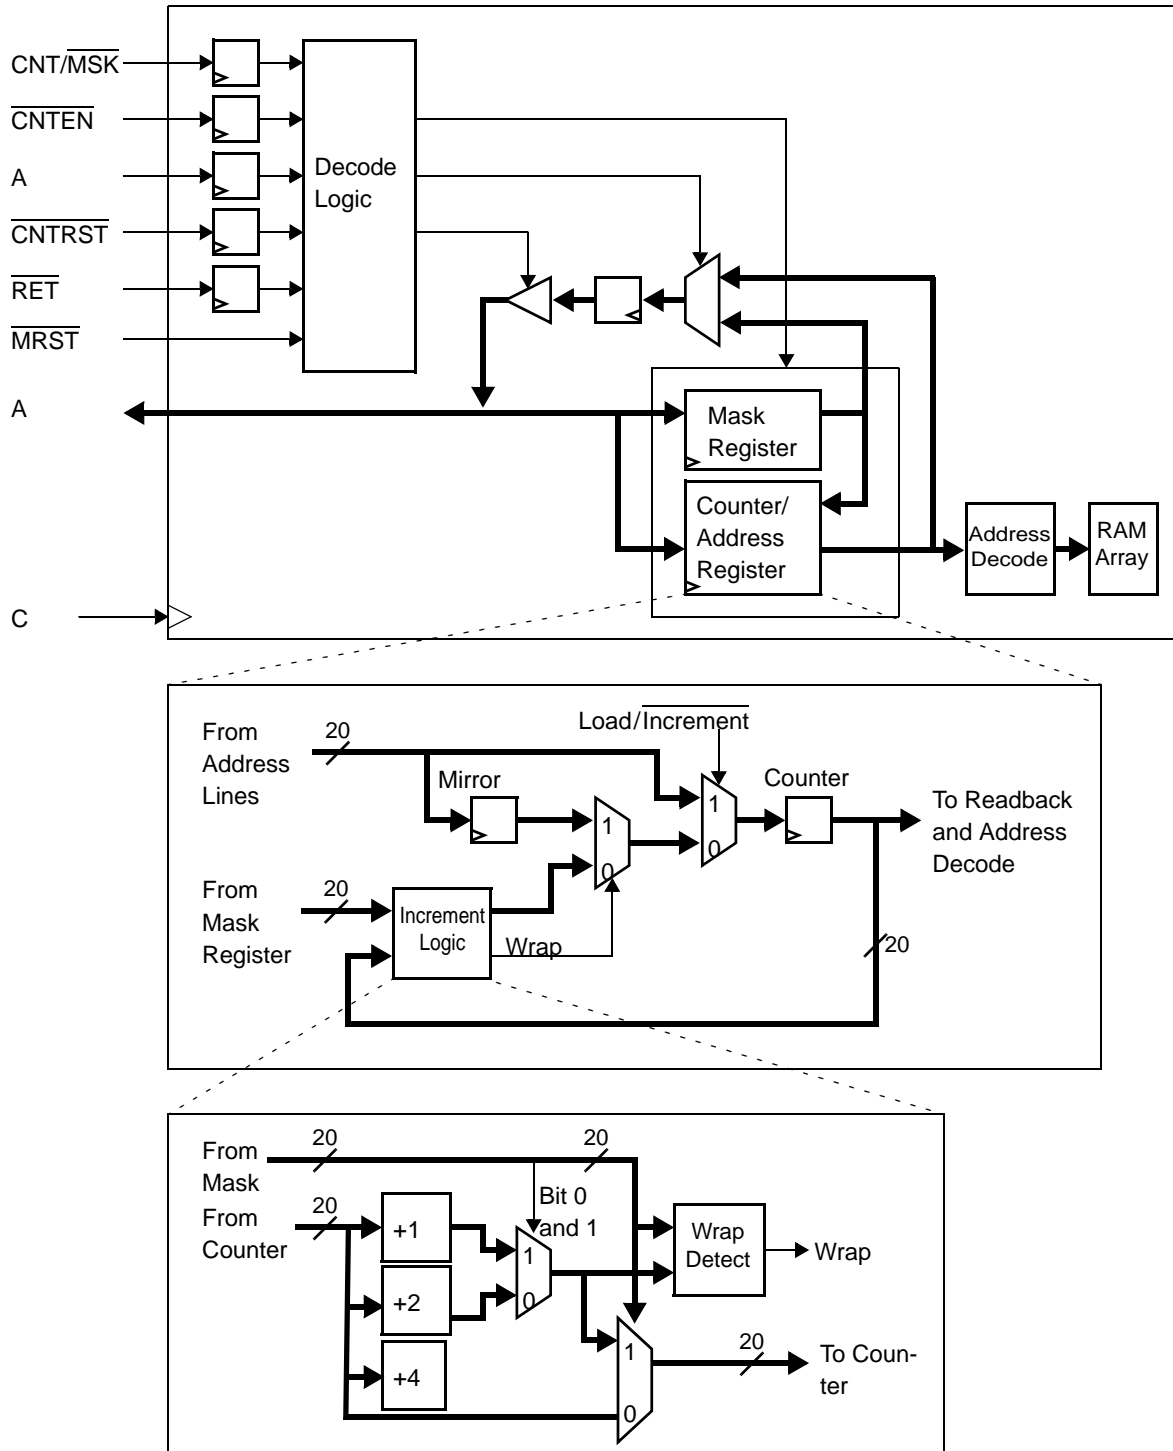 CNT/MSK
CNTEN
A
CNTRST
RET
MRST
A
C
Decode
Logic
Mask
Register
Counter/
Address
Register
Address
Decode
RAM
Array
From
Address
Lines
20
Load/Increment
Mirror
Counter
1
0
1
0
To Readback
and Address
Decode
From
Mask
Register
20
Increment
Logic
Wrap
20
From
Mask
20
20
From
Counter
20
Bit 0
and 1
+1
+2
+4
1
0
Wrap
Detect
Wrap
1
0
20
To Coun-
ter